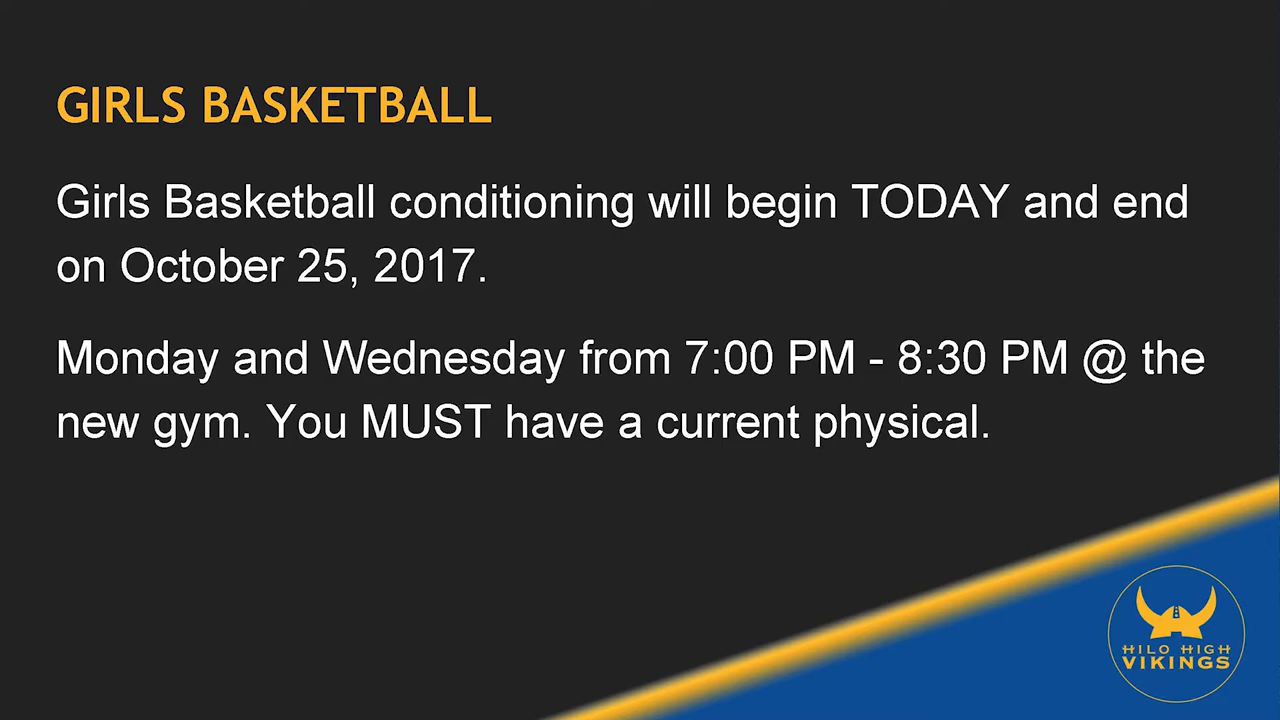 GIRLS BASKETBALL
Girls Basketball conditioning will begin TODAY and end
on October 25, 2017.
Monday and Wednesday from 7:00 PM - 8:30 PM @ the
new gym. You MUST have a current physical.
HILO HIGH
VIKINGS